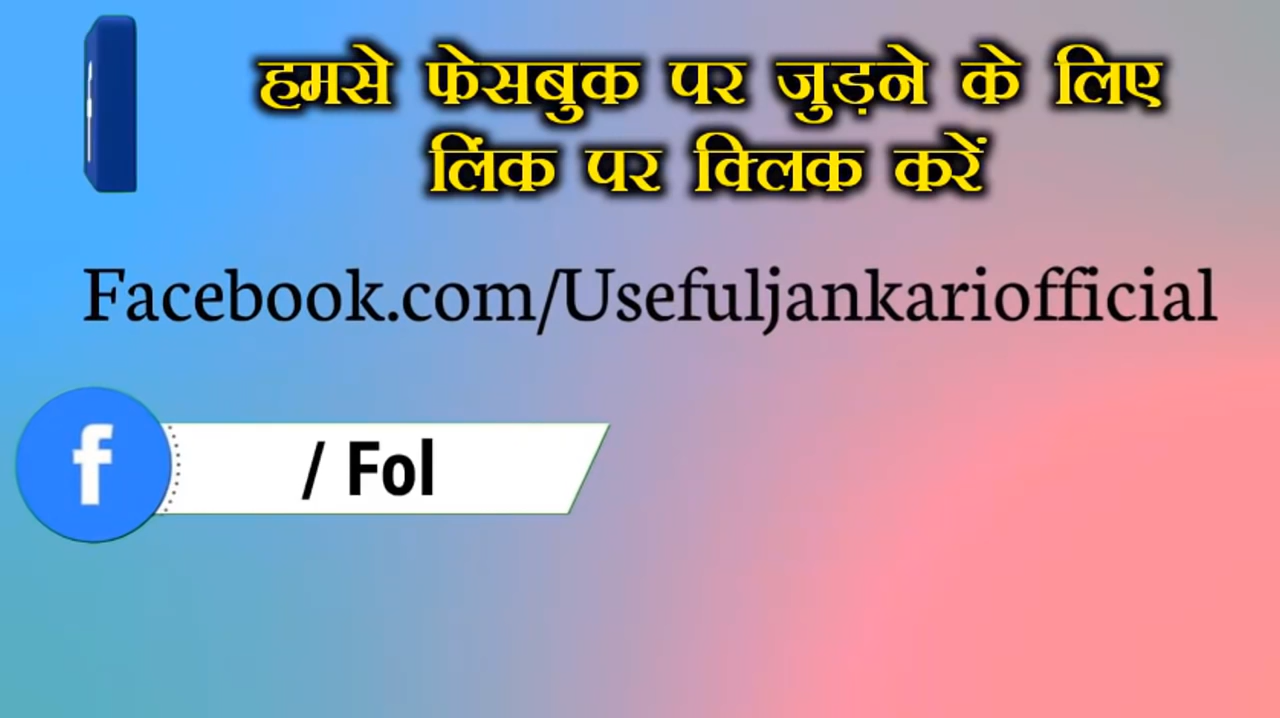 हमसे फेसबुक पर जुड़ने के लिए
लिंक पर क्लिक करें
Facebook.com/Usefuljankariofficial
/ Fol